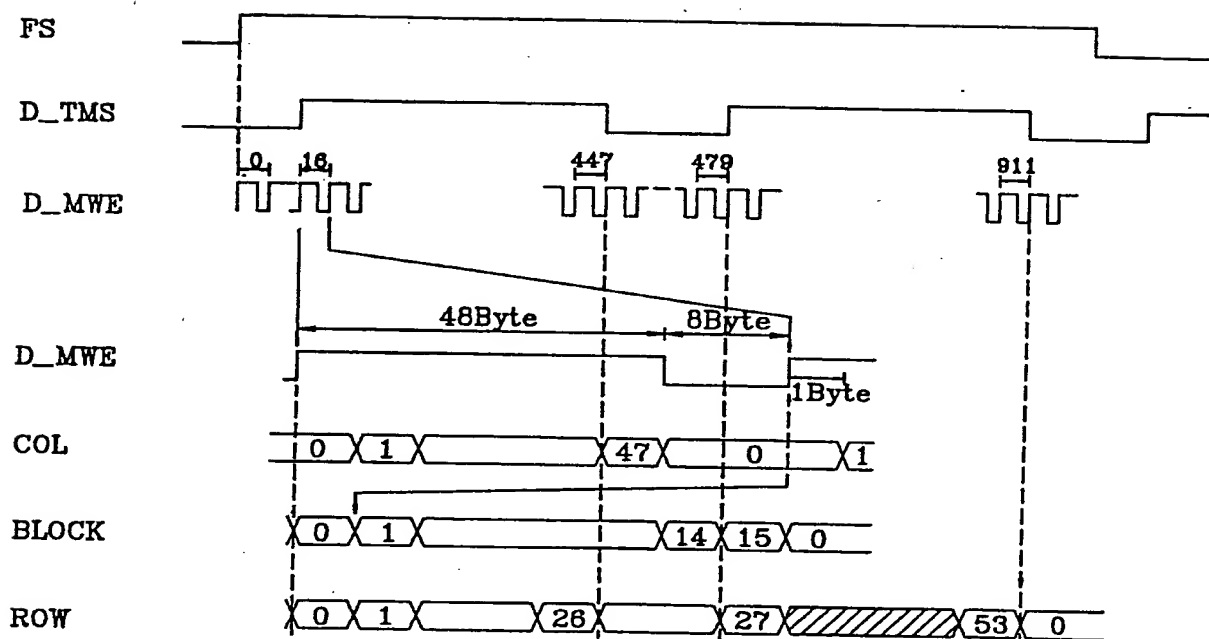 FS
D_TMS
0 16 447 479 911
D_MWE
48Byte 8Byte
D_MWE
1Byte
COL 0 1 47 0 1
BLOCK 0 1 14 15 0
ROW 0 1 26 27 53 0